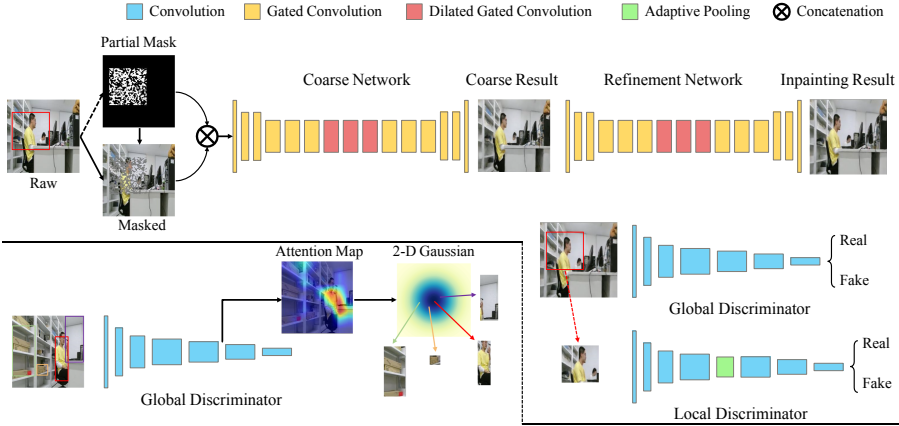 Convolution Gated Convolution Dilated Gated Convolution Adaptive Pooling Concatenation
Partial Mask
Coarse Network Coarse Result Refinement Network Inpainting Result
Raw
Masked
Attention Map 2-D Gaussian
Real
Fake
Global Discriminator
Real
Fake
Global Discriminator
Local Discriminator